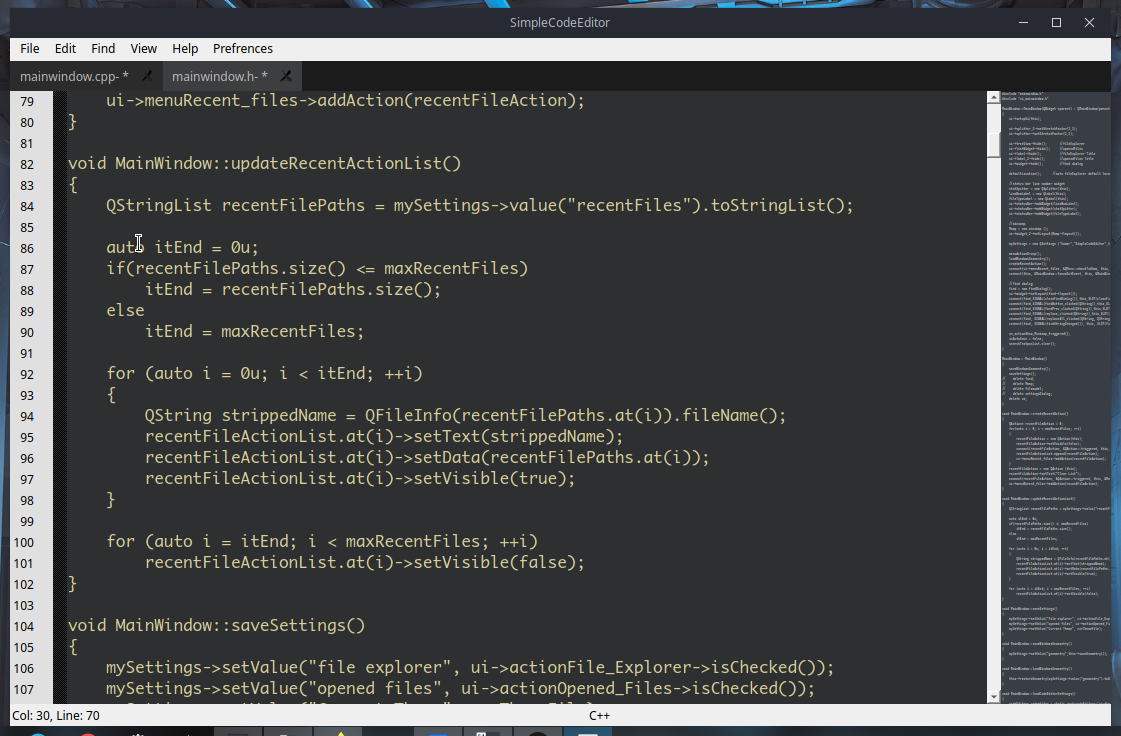 SimpleCodeEditor
File Edit Find View Help Prefrences
mainwindow.cpp- * mainwindow.h- *
79 ui->menuRecent_files->addAction(recentFileAction);
80 }
81
82 void MainWindow::updateRecentActionList()
83 {
84 QStringList recentFilePaths = mySettings->value("recentFiles").toStringList();
85
86 auto itEnd = 0u;
87 if(recentFilePaths.size() <= maxRecentFiles)
88 itEnd = recentFilePaths.size();
89 else
90 itEnd = maxRecentFiles;
91
92 for (auto i = 0u; i < itEnd; ++i)
93 {
94 QString strippedName = QFileInfo(recentFilePaths.at(i)).fileName();
95 recentFileActionList.at(i)->setText(strippedName);
96 recentFileActionList.at(i)->setData(recentFilePaths.at(i));
97 recentFileActionList.at(i)->setVisible(true);
98 }
99
100 for (auto i = itEnd; i < maxRecentFiles; ++i)
101 recentFileActionList.at(i)->setVisible(false);
102 }
103
104 void MainWindow::saveSettings()
105 {
106 mySettings->setValue("file explorer", ui->actionFile_Explorer->isChecked());
107 mySettings->setValue("opened files", ui->actionOpened_Files->isChecked());
Col: 30, Line: 70 C++